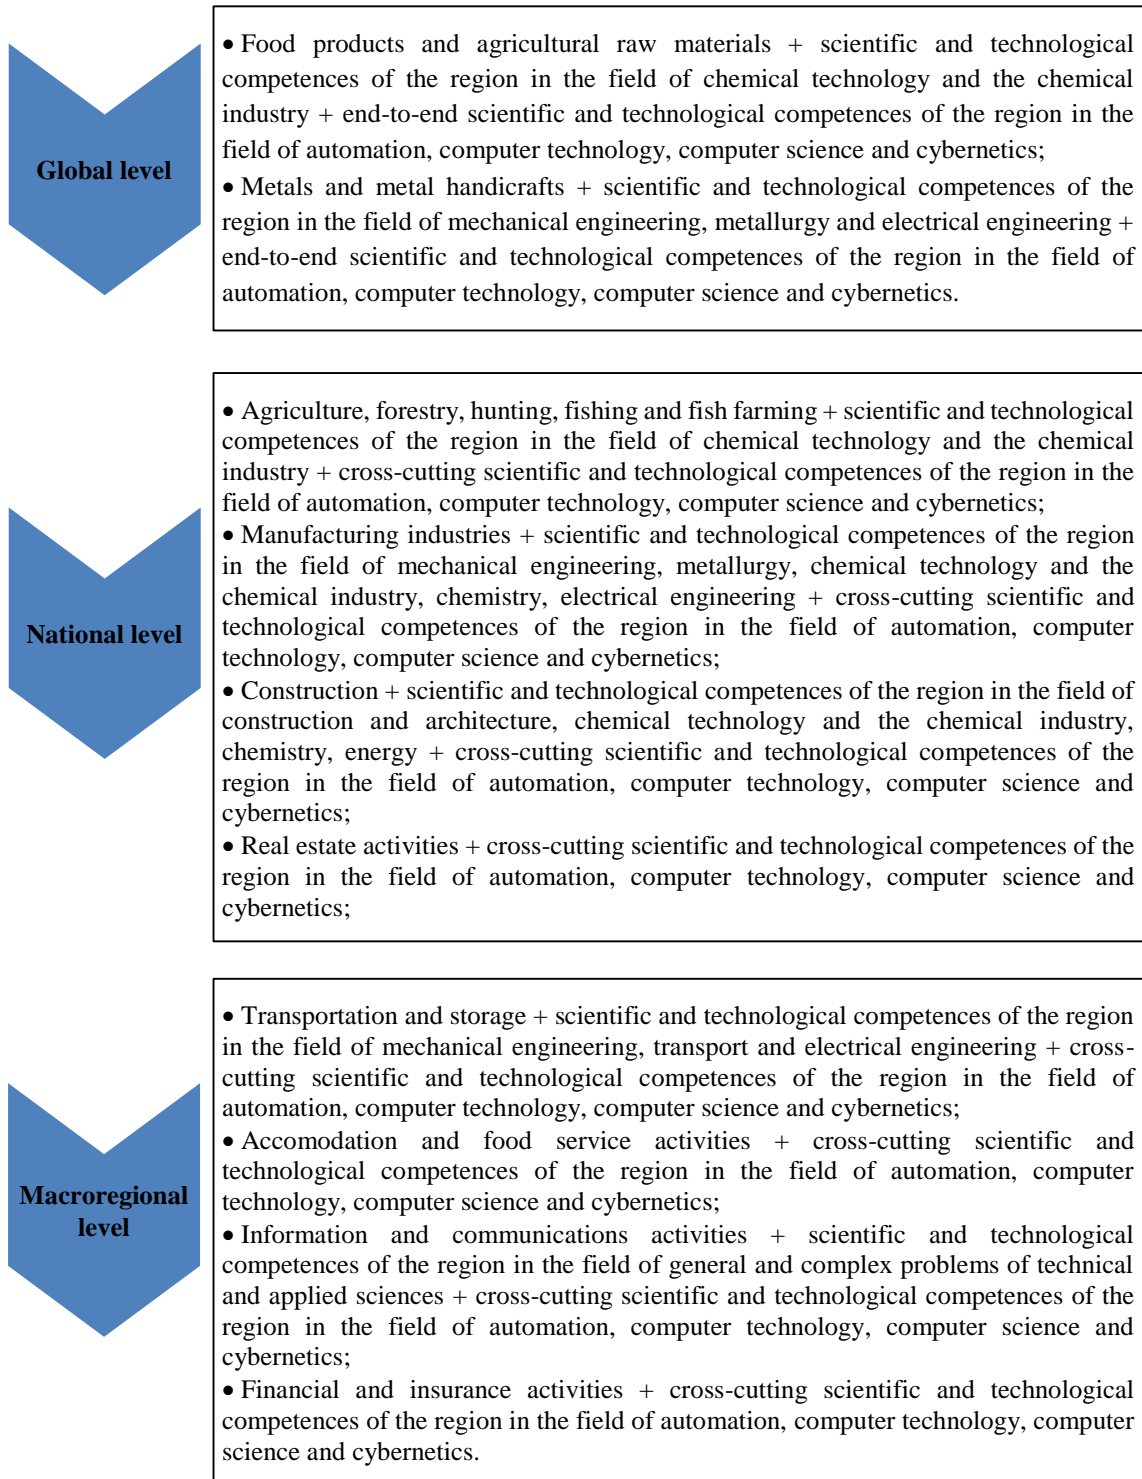 Global level
• Food products and agricultural raw materials + scientific and technological
competences of the region in the field of chemical technology and the chemical
industry + end-to-end scientific and technological competences of the region in the
field of automation, computer technology, computer science and cybernetics;
• Metals and metal handicrafts + scientific and technological competences of the
region in the field of mechanical engineering, metallurgy and electrical engineering +
end-to-end scientific and technological competences of the region in the field of
automation, computer technology, computer science and cybernetics.
National level
• Agriculture, forestry, hunting, fishing and fish farming + scientific and technological
competences of the region in the field of chemical technology and the chemical
industry + cross-cutting scientific and technological competences of the region in the
field of automation, computer technology, computer science and cybernetics;
• Manufacturing industries + scientific and technological competences of the region
in the field of mechanical engineering, metallurgy, chemical technology and the
chemical industry, chemistry, electrical engineering + cross-cutting scientific and
technological competences of the region in the field of automation, computer
technology, computer science and cybernetics;
• Construction + scientific and technological competences of the region in the field of
construction and architecture, chemical technology and the chemical industry,
chemistry, energy + cross-cutting scientific and technological competences of the
region in the field of automation, computer technology, computer science and
cybernetics;
• Real estate activities + cross-cutting scientific and technological competences of the
region in the field of automation, computer technology, computer science and
cybernetics;
Macroregional
level
• Transportation and storage + scientific and technological competences of the region
in the field of mechanical engineering, transport and electrical engineering + cross-
cutting scientific and technological competences of the region in the field of
automation, computer technology, computer science and cybernetics;
• Accomodation and food service activities + cross-cutting scientific and
technological competences of the region in the field of automation, computer
technology, computer science and cybernetics;
• Information and communications activities + scientific and technological
competences of the region in the field of general and complex problems of technical
and applied sciences + cross-cutting scientific and technological competences of the
region in the field of automation, computer technology, computer science and
cybernetics;
• Financial and insurance activities + cross-cutting scientific and technological
competences of the region in the field of automation, computer technology, computer
science and cybernetics.